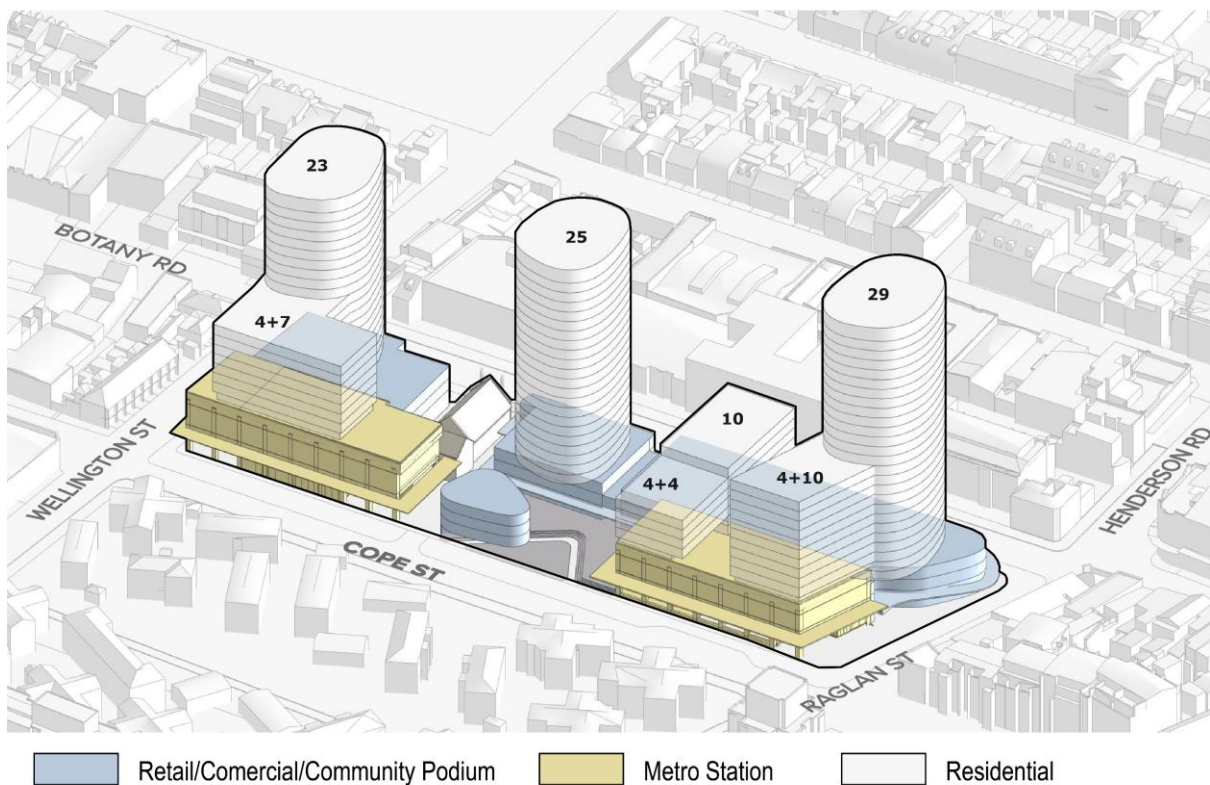 23
25
29
BOTANY RD
4+7
10
4+4
4+10
WELLINGTON ST
HENDERSON RD
COPE ST
RAGLAN ST
Retail/Comercial/Community Podium
Metro Station
Residential